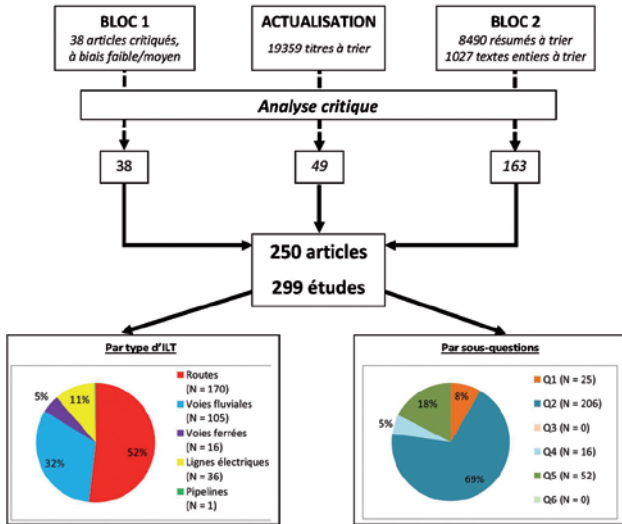 BLOC 1
38 articles critiqués,
à biais faible/moyen
ACTUALISATION
19359 titres à trier
BLOC 2
8490 résumés à trier
1027 textes entiers à trier
Analyse critique
38
49
163
250 articles
299 études
Par type d'ILT
5%
11%
32%
52%
Routes
(N = 170)
Voies fluviales
(N = 105)
Voies ferrées
(N = 16)
Lignes électriques
(N = 36)
Pipelines
(N = 1)
Par sous-questions
18%
8%
5%
69%
Q1 (N = 25)
Q2 (N = 206)
Q3 (N = 0)
Q4 (N = 16)
Q5 (N = 52)
Q6 (N = 0)